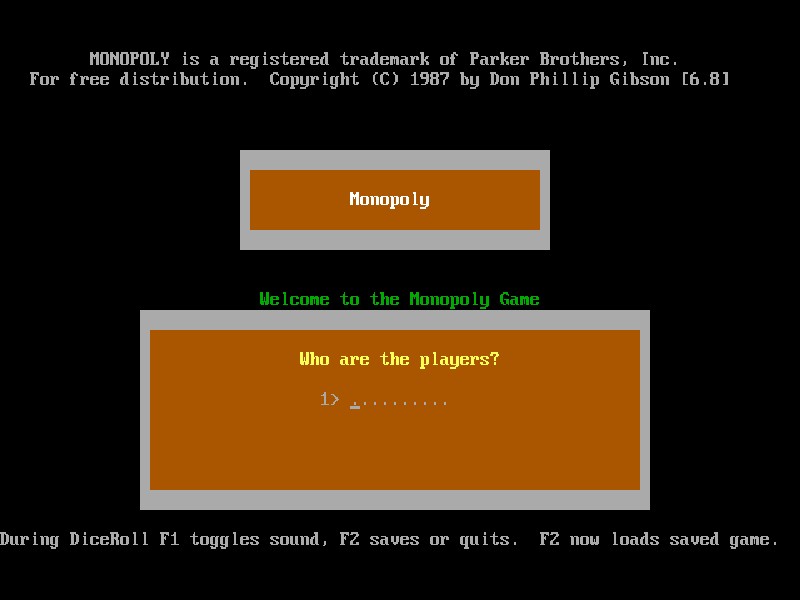 MONOPOLY is a registered trademark of Parker Brothers, Inc.
For free distribution.  Copyright (C) 1987 by Don Phillip Gibson [6.8]
Monopoly
Welcome to the Monopoly Game
Who are the players?
1> ..........
During DiceRoll F1 toggles sound, F2 saves or quits.  F2 now loads saved game.